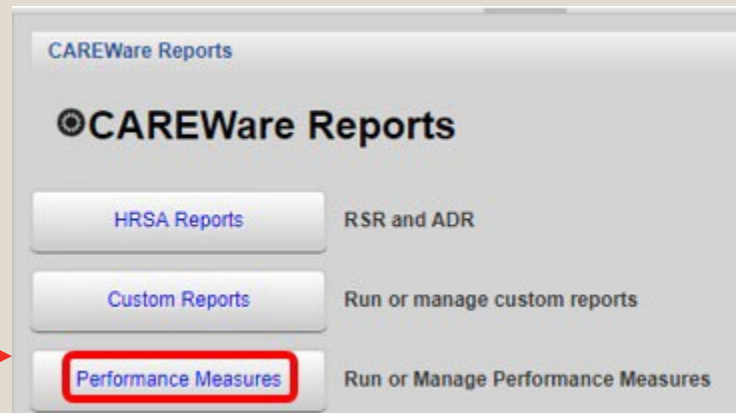 CAREWare Reports
CAREWare Reports
HRSA Reports RSR and ADR
Custom Reports Run or manage custom reports
Performance Measures Run or Manage Performance Measures